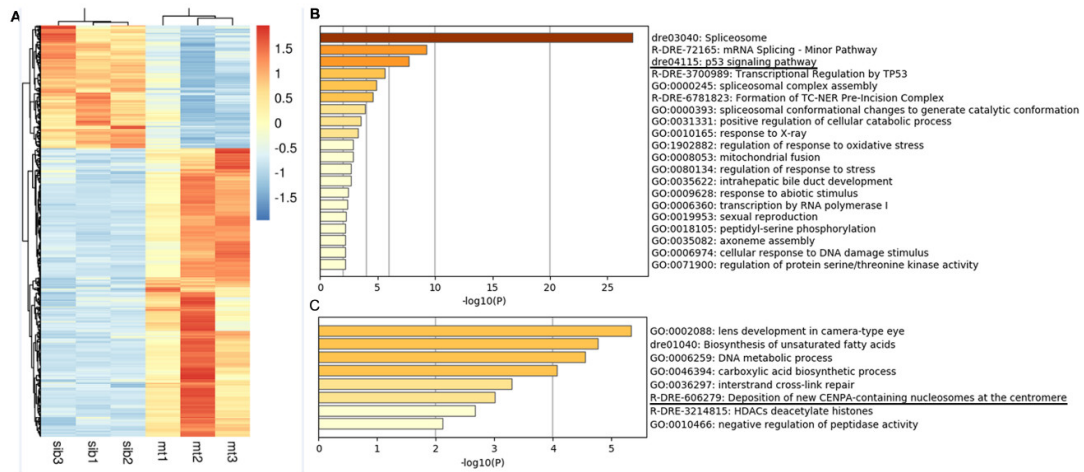 A
1.5
1
0.5
0
-0.5
-1
-1.5
sib3
sib1
sib2
mt1
mt2
mt3
B
dre03040: Spliceosome
R-DRE-72165: mRNA Splicing - Minor Pathway
dre04115: p53 signaling pathway
R-DRE-3700989: Transcriptional Regulation by TP53
GO:0000245: spliceosomal complex assembly
R-DRE-6781823: Formation of TC-NER Pre-Incision Complex
GO:0000393: spliceosomal conformational changes to generate catalytic conformation
GO:0031331: positive regulation of cellular catabolic process
GO:0010165: response to X-ray
GO:1902882: regulation of response to oxidative stress
GO:0008053: mitochondrial fusion
GO:0080134: regulation of response to stress
GO:0035622: intrahepatic bile duct development
GO:0009628: response to abiotic stimulus
GO:0006360: transcription by RNA polymerase I
GO:0019953: sexual reproduction
GO:0018105: peptidyl-serine phosphorylation
GO:0035082: axoneme assembly
GO:0006974: cellular response to DNA damage stimulus
GO:0071900: regulation of protein serine/threonine kinase activity
0 5 10 15 20 25
-log10(P)
C
GO:0002088: lens development in camera-type eye
dre01040: Biosynthesis of unsaturated fatty acids
GO:0006259: DNA metabolic process
GO:0046394: carboxylic acid biosynthetic process
GO:0036297: interstrand cross-link repair
R-DRE-606279: Deposition of new CENPA-containing nucleosomes at the centromere
R-DRE-3214815: HDACs deacetylate histones
GO:0010466: negative regulation of peptidase activity
0 1 2 3 4 5
-log10(P)